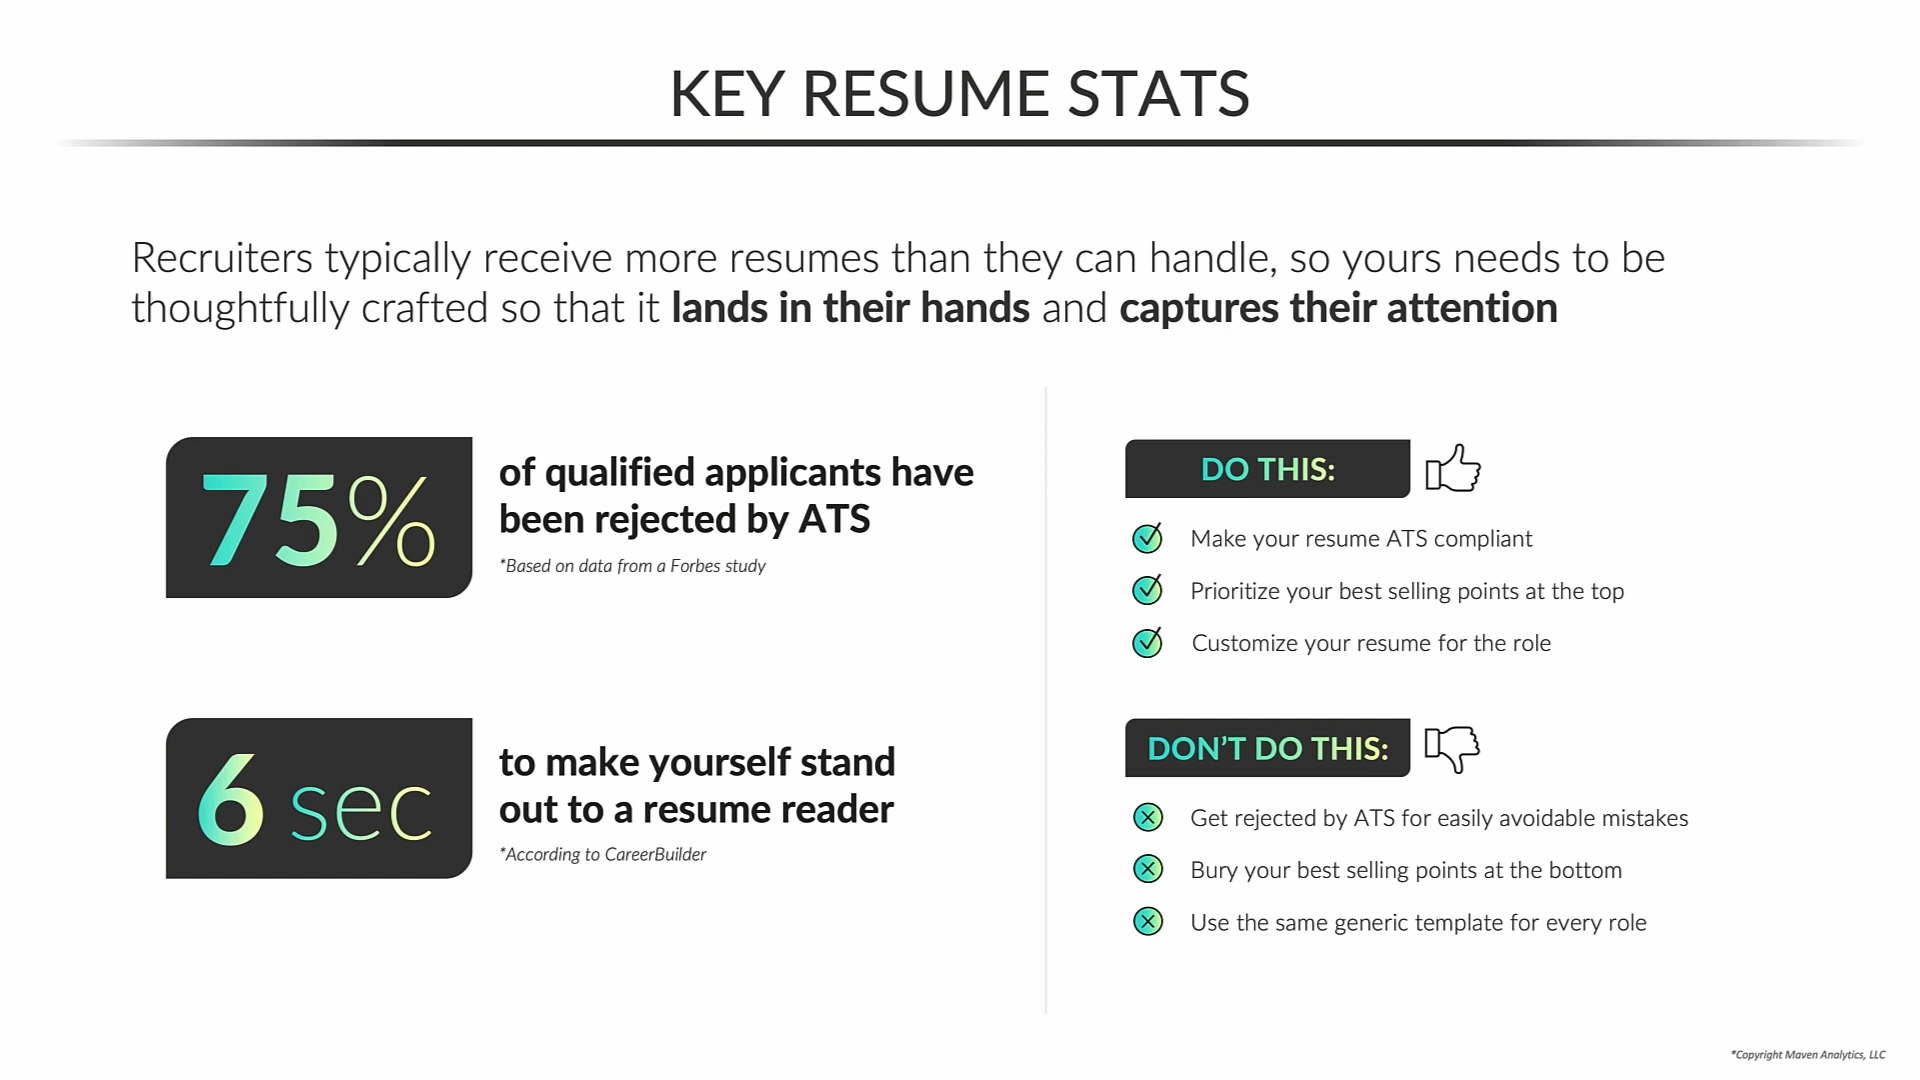 KEY RESUME STATS
Recruiters typically receive more resumes than they can handle, so yours needs to be
thoughtfully crafted so that it lands in their hands and captures their attention
75%
of qualified applicants have
been rejected by ATS
*Based on data from a Forbes study
6 sec
to make yourself stand
out to a resume reader
*According to CareerBuilder
DO THIS:
Make your resume ATS compliant
Prioritize your best selling points at the top
Customize your resume for the role
DON’T DO THIS:
Get rejected by ATS for easily avoidable mistakes
Bury your best selling points at the bottom
Use the same generic template for every role
*Copyright Maven Analytics, LLC